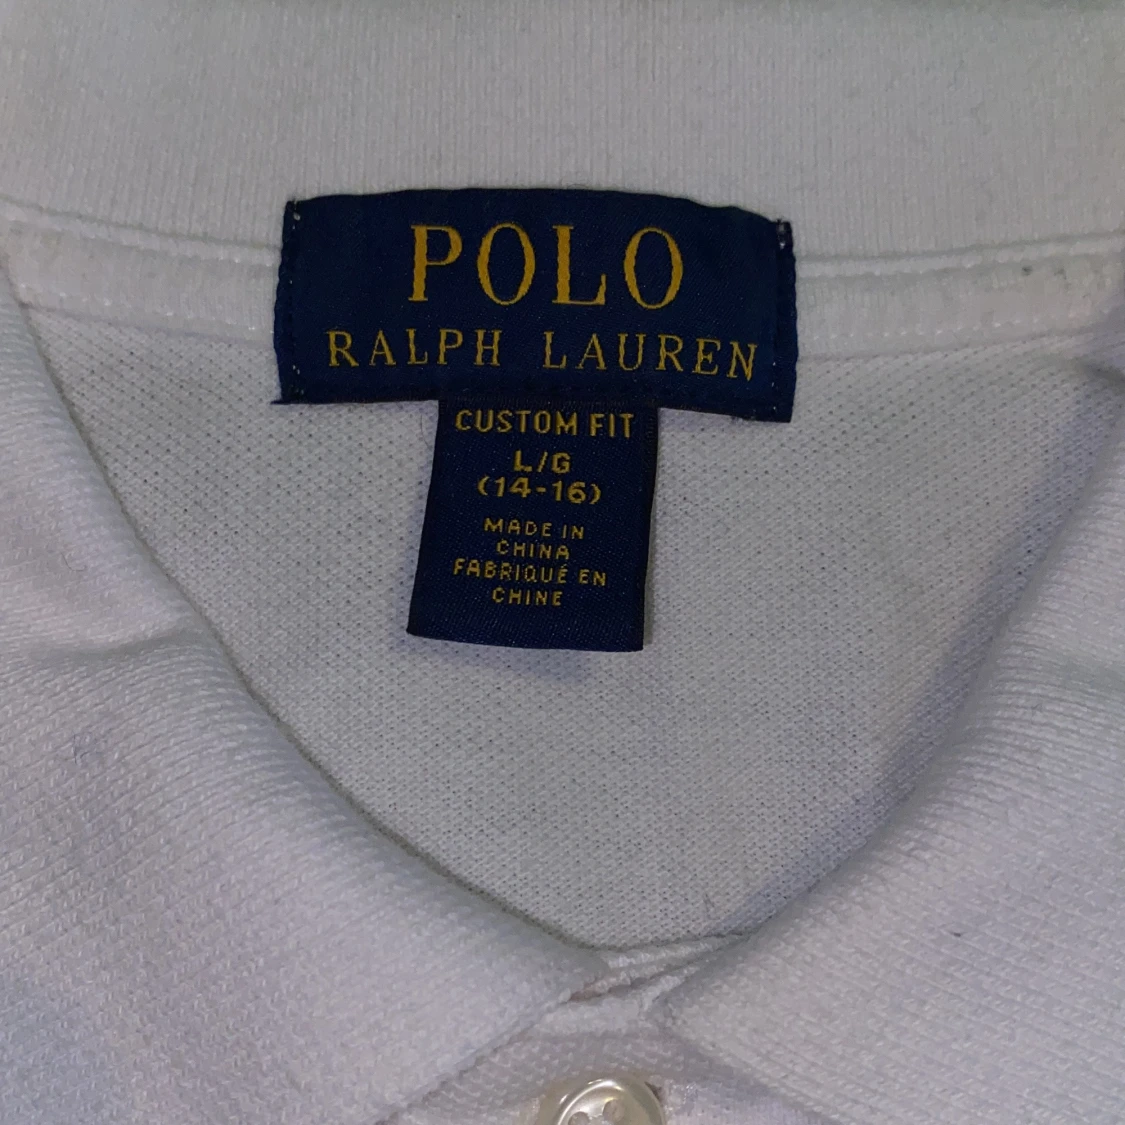 POLO
RALPH LAUREN
CUSTOM FIT
L/G
(14-16)
MADE IN
CHINA
FABRIQUÉ EN
CHINE